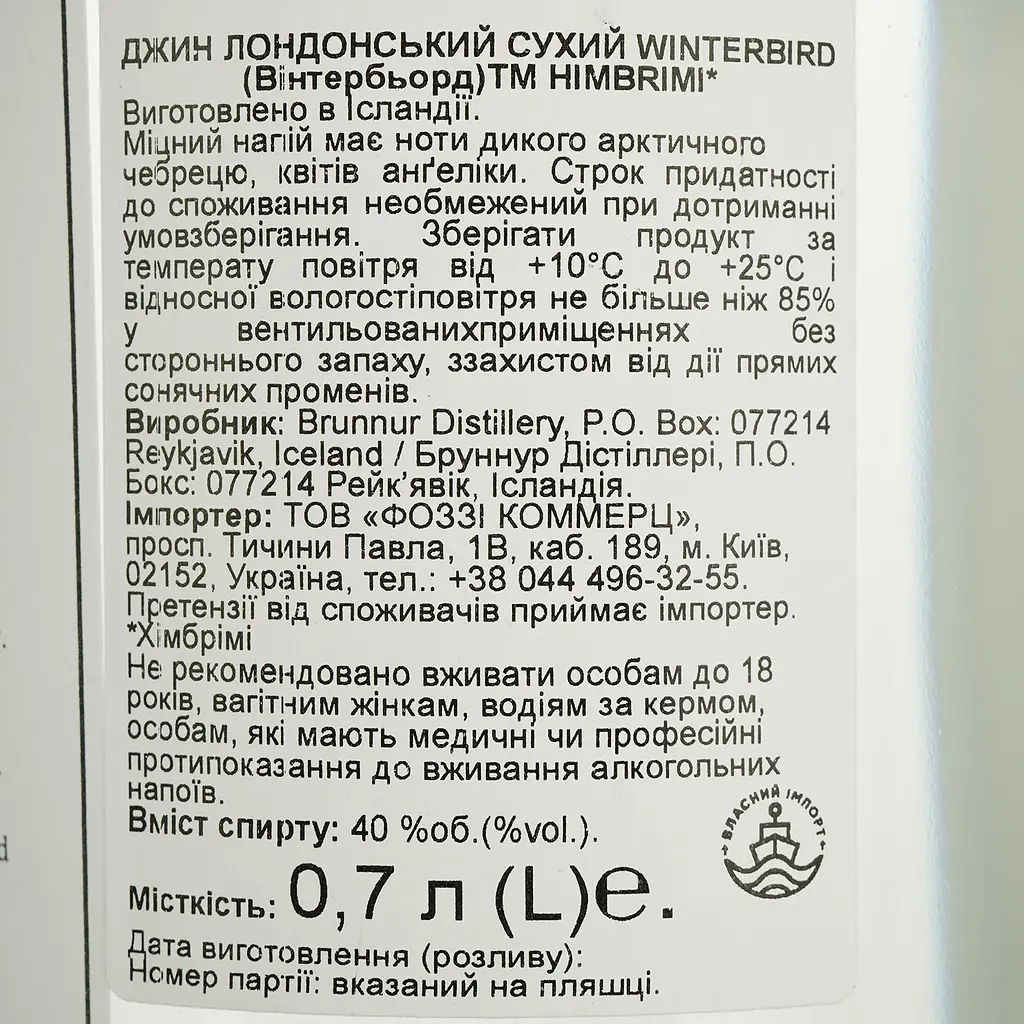 ДЖИН ЛОНДОНСЬКИЙ СУХИЙ WINTERBIRD
(Вінтербьорд)ТМ HIMBRIMI*
Виготовлено в Ісландії.
Міцний напій має ноти дикого арктичного
чебрецю, квітів анґеліки. Строк придатності
до споживання необмежений при дотриманні
умовзберігання. Зберігати продукт за
температу повітря від +10°С до +25°С і
відносної вологостіповітря не більше ніж 85%
у вентильованихприміщеннях без
стороннього запаху, ззахистом від дії прямих
сонячних променів.
Виробник: Brunnur Distillery, P.O. Box: 077214
Reykjavik, Iceland / Бруннур Дістіллері, П.О.
Бокс: 077214 Рейк'явік, Ісландія.
Імпортер: ТОВ «ФОЗЗІ КОММЕРЦ»,
просп. Тичини Павла, 1В, каб. 189, м. Київ,
02152, Україна, тел.: +38 044 496-32-55.
Претензії від споживачів приймає імпортер.
*Хімбрімі
Не рекомендовано вживати особам до 18
років, вагітним жінкам, водіям за кермом,
особам, які мають медичні чи професійні
протипоказання до вживання алкогольних
напоїв.
ВЛАСНИЙ ІМПОРТ
Вміст спирту: 40 %об.(%vol.).
Місткість: 0,7 л (L)℮.
Дата виготовлення (розливу):
Номер партії: вказаний на пляшці.